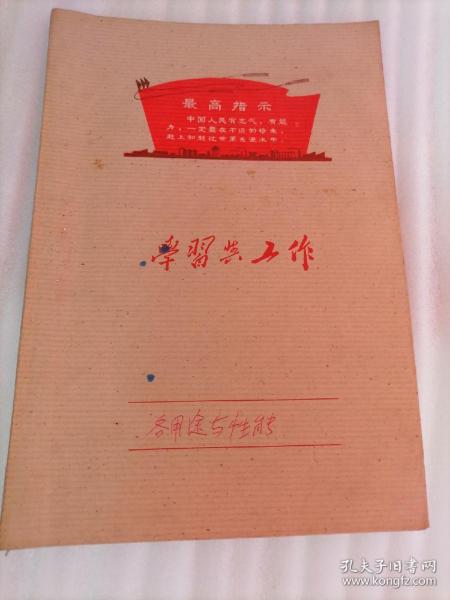 最高指示
中国人民有志气，有能
力，一定要在不远的将来，
赶上和超过世界先进水平。
学習与工作
各用途与性能
孔夫子旧书网
www.kongfz.com